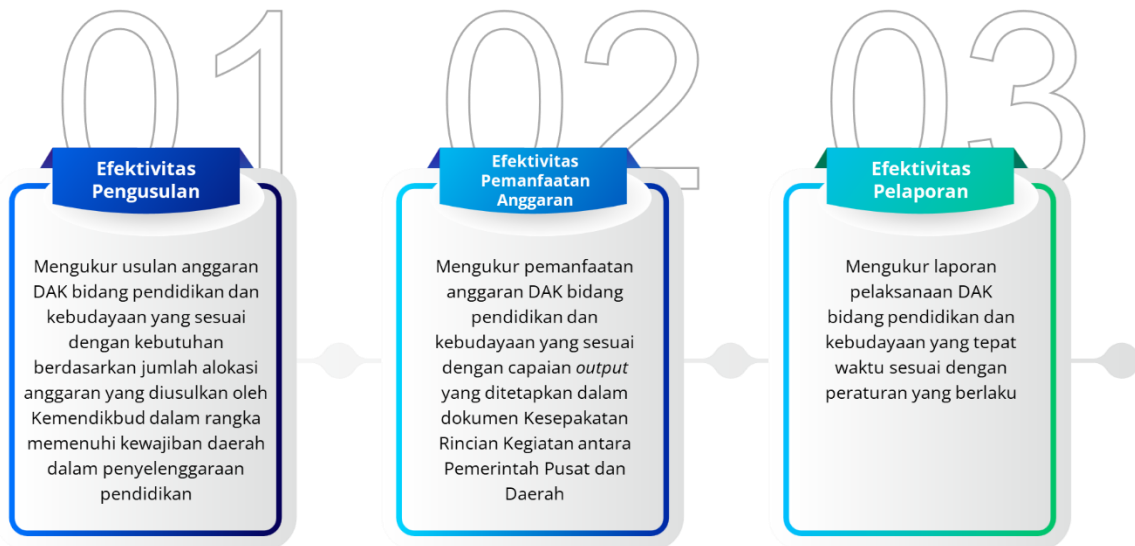 01
Efektivitas
Pengusulan
Mengukur usulan anggaran
DAK bidang pendidikan dan
kebudayaan yang sesuai
dengan kebutuhan
berdasarkan jumlah alokasi
anggaran yang diusulkan oleh
Kemendikbud dalam rangka
memenuhi kewajiban daerah
dalam penyelenggaraan
pendidikan
02
Efektivitas
Pemanfaatan
Anggaran
Mengukur pemanfaatan
anggaran DAK bidang
pendidikan dan
kebudayaan yang sesuai
dengan capaian output
yang ditetapkan dalam
dokumen Kesepakatan
Rincian Kegiatan antara
Pemerintah Pusat dan
Daerah
03
Efektivitas
Pelaporan
Mengukur laporan
pelaksanaan DAK
bidang pendidikan dan
kebudayaan yang tepat
waktu sesuai dengan
peraturan yang berlaku